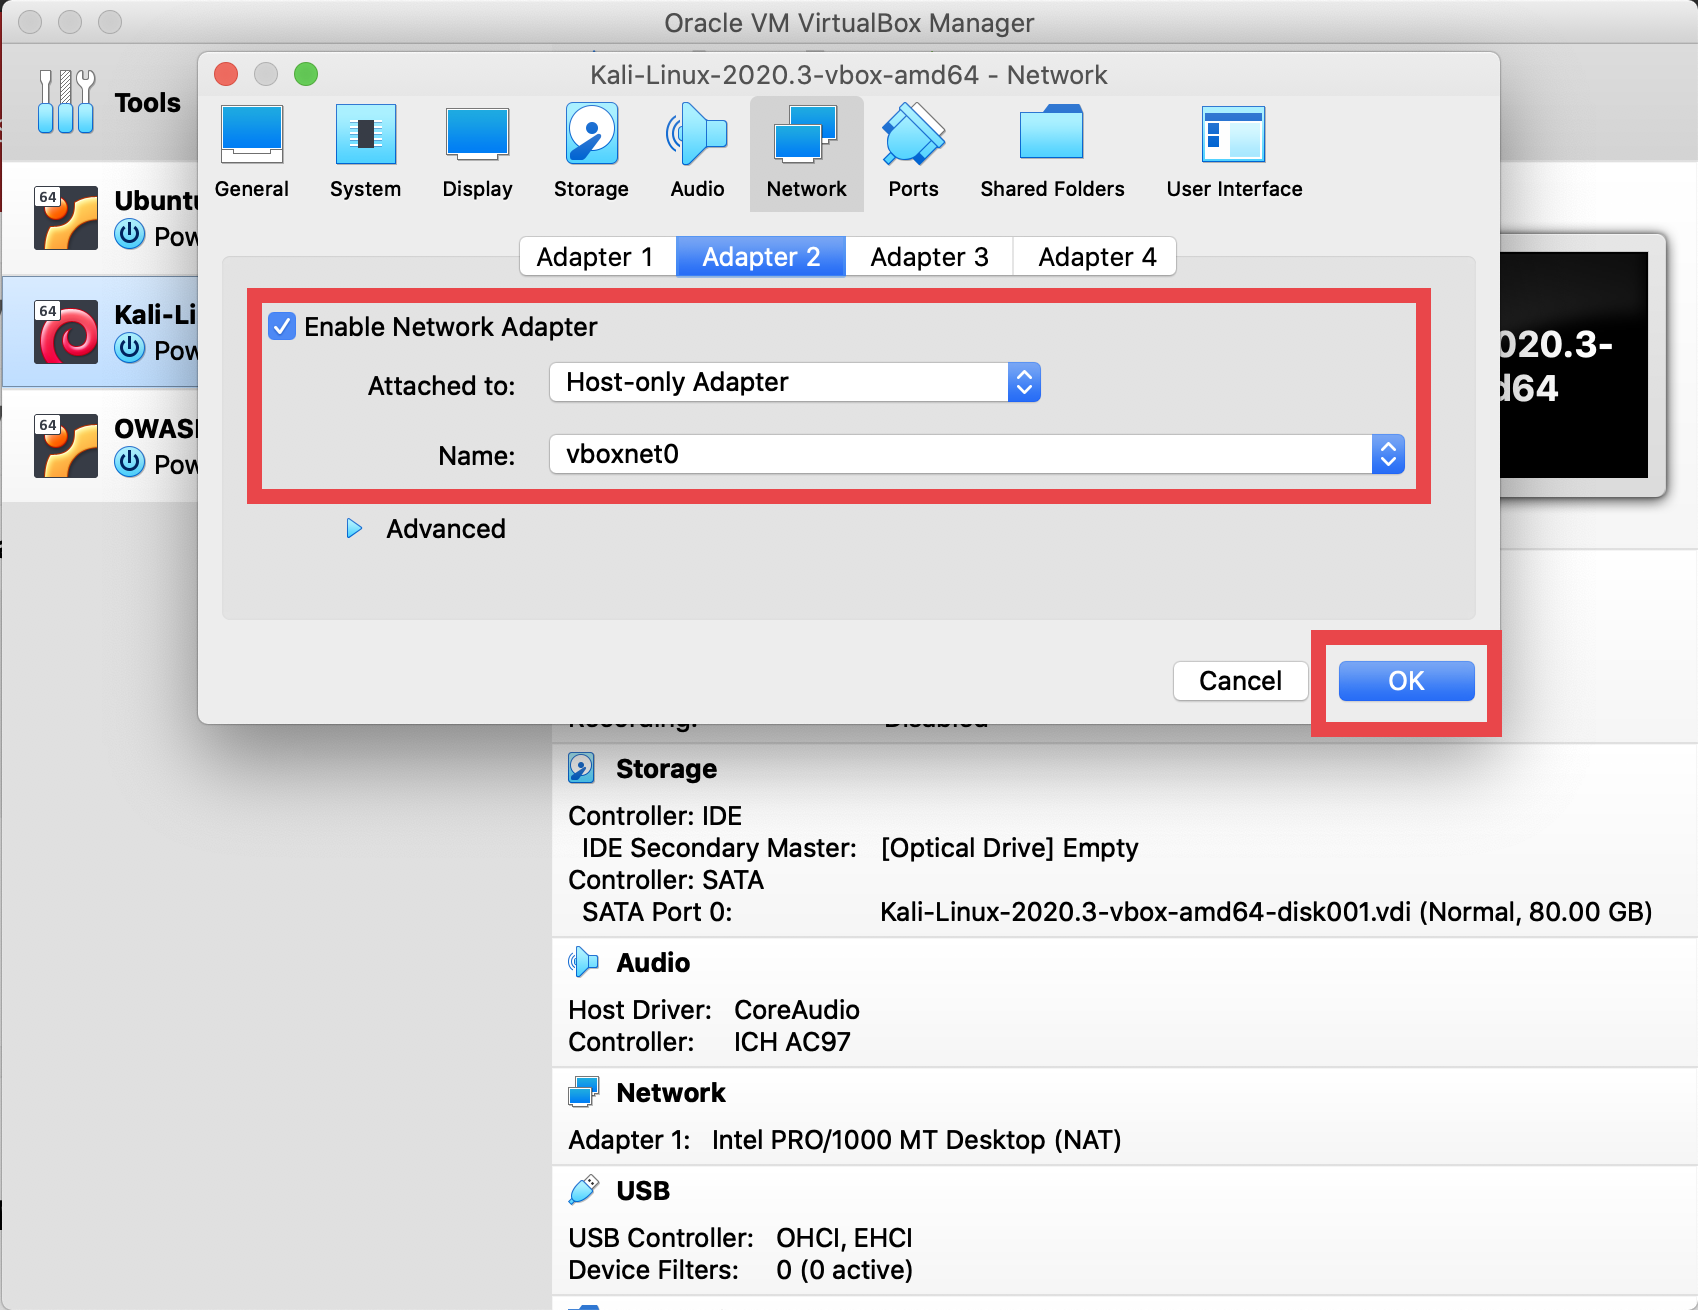 Oracle VM VirtualBox Manager
Tools
Kali-Linux-2020.3-vbox-amd64 - Network
General System Display Storage Audio Network Ports Shared Folders User Interface
64
Ubuntu
Pow
64
Kali-Li
Pow
64
OWAS
Pow
Adapter 1 Adapter 2 Adapter 3 Adapter 4
Enable Network Adapter
Attached to: Host-only Adapter
Name: vboxnet0
Advanced
Cancel OK
020.3-
d64
Recording: Disabled
Storage
Controller: IDE
IDE Secondary Master: [Optical Drive] Empty
Controller: SATA
SATA Port 0: Kali-Linux-2020.3-vbox-amd64-disk001.vdi (Normal, 80.00 GB)
Audio
Host Driver: CoreAudio
Controller: ICH AC97
Network
Adapter 1: Intel PRO/1000 MT Desktop (NAT)
USB
USB Controller: OHCI, EHCI
Device Filters: 0 (0 active)